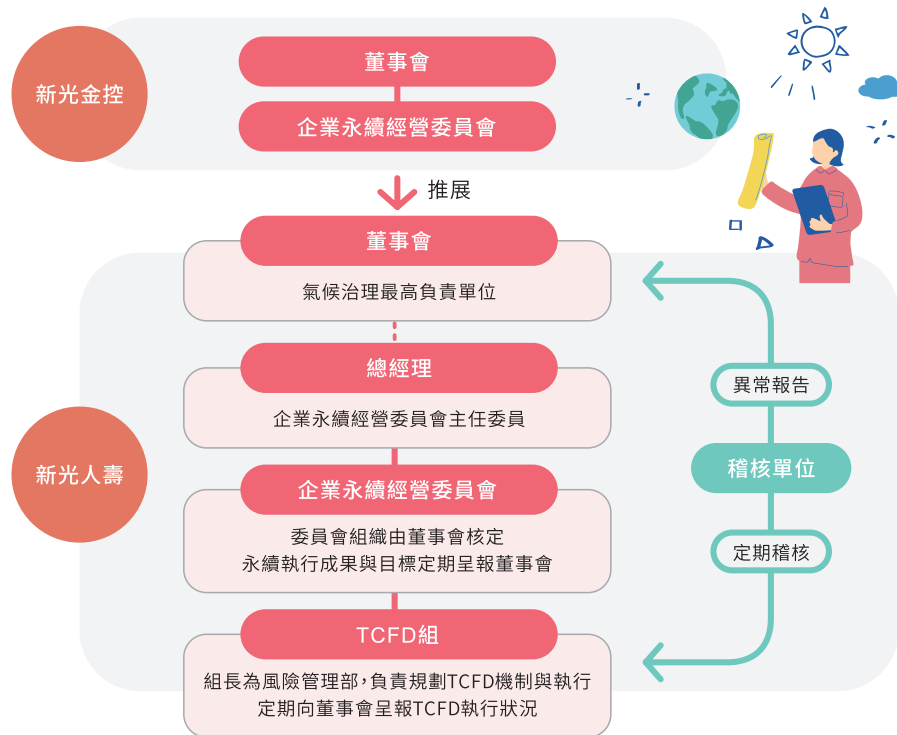 新光金控
董事會
企業永續經營委員會
推展
新光人壽
董事會
氣候治理最高負責單位
總經理
企業永續經營委員會主任委員
企業永續經營委員會
委員會組織由董事會核定
永續執行成果與目標定期呈報董事會
TCFD組
組長為風險管理部，負責規劃TCFD機制與執行
定期向董事會呈報TCFD執行狀況
異常報告
稽核單位
定期稽核